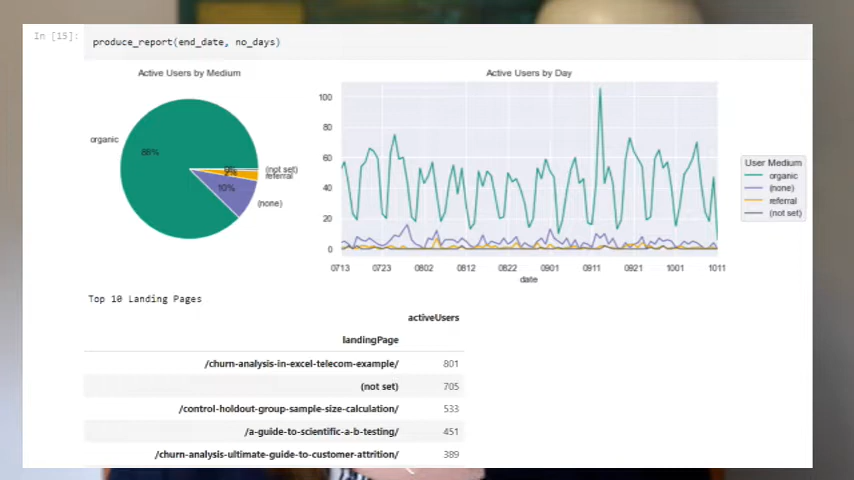 In [15]:
produce_report(end_date, no_days)
Active Users by Medium
organic
86%
10%
(not set)
referral
(none)
Active Users by Day
100
80
60
40
20
0
0713 0723 0802 0812 0822 0901 0911 0921 1001 1011
date
User Medium
organic
(none)
referral
(not set)
Top 10 Landing Pages
activeUsers
landingPage
/churn-analysis-in-excel-telecom-example/ 801
(not set) 705
/control-holdout-group-sample-size-calculation/ 533
/a-guide-to-scientific-a-b-testing/ 451
/churn-analysis-ultimate-guide-to-customer-attrition/ 389